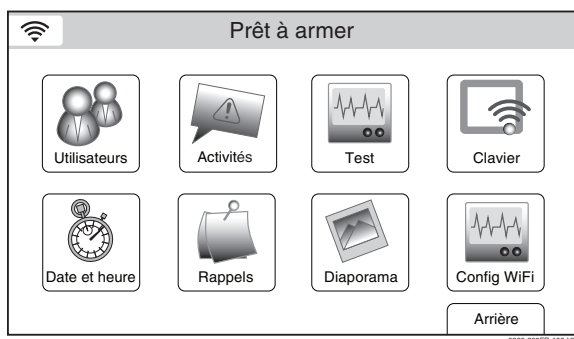 Prêt à armer
Utilisateurs
Activités
Test
Clavier
Date et heure
Rappels
Diaporama
Config WiFi
Arrière